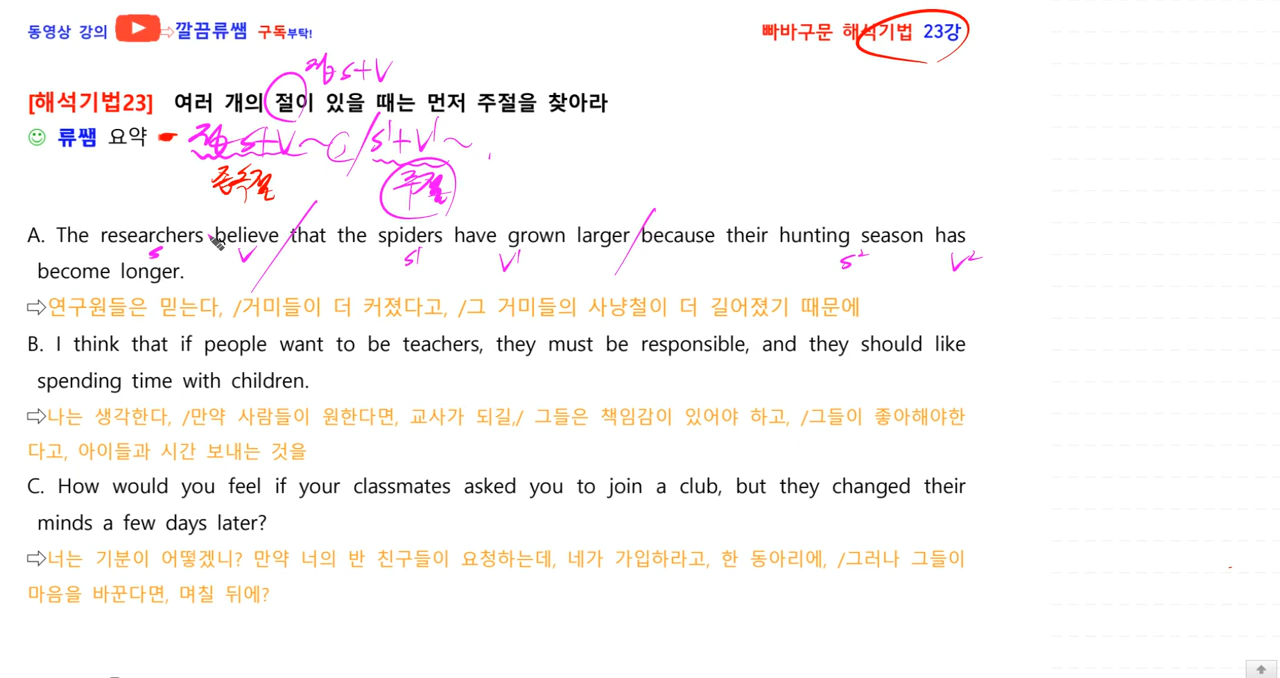 동영상 강의 ⇨깔끔류쌤 구독부탁!
빠바구문 해석기법 23강
접 S+V
[해석기법23] 여러 개의 절이 있을 때는 먼저 주절을 찾아라
☺ 류쌤 요약 ☛ 접 S+V ~ , / S'+V' ~ .
종속절 주절
A. The researchers believe that the spiders have grown larger because their hunting season has
S V S¹ V¹ S² V²
become longer.
⇨연구원들은 믿는다, /거미들이 더 커졌다고, /그 거미들의 사냥철이 더 길어졌기 때문에
B. I think that if people want to be teachers, they must be responsible, and they should like
spending time with children.
⇨나는 생각한다, /만약 사람들이 원한다면, 교사가 되길,/ 그들은 책임감이 있어야 하고, /그들이 좋아해야한
다고, 아이들과 시간 보내는 것을
C. How would you feel if your classmates asked you to join a club, but they changed their
minds a few days later?
⇨너는 기분이 어떻겠니? 만약 너의 반 친구들이 요청하는데, 네가 가입하라고, 한 동아리에, /그러나 그들이
마음을 바꾼다면, 며칠 뒤에?